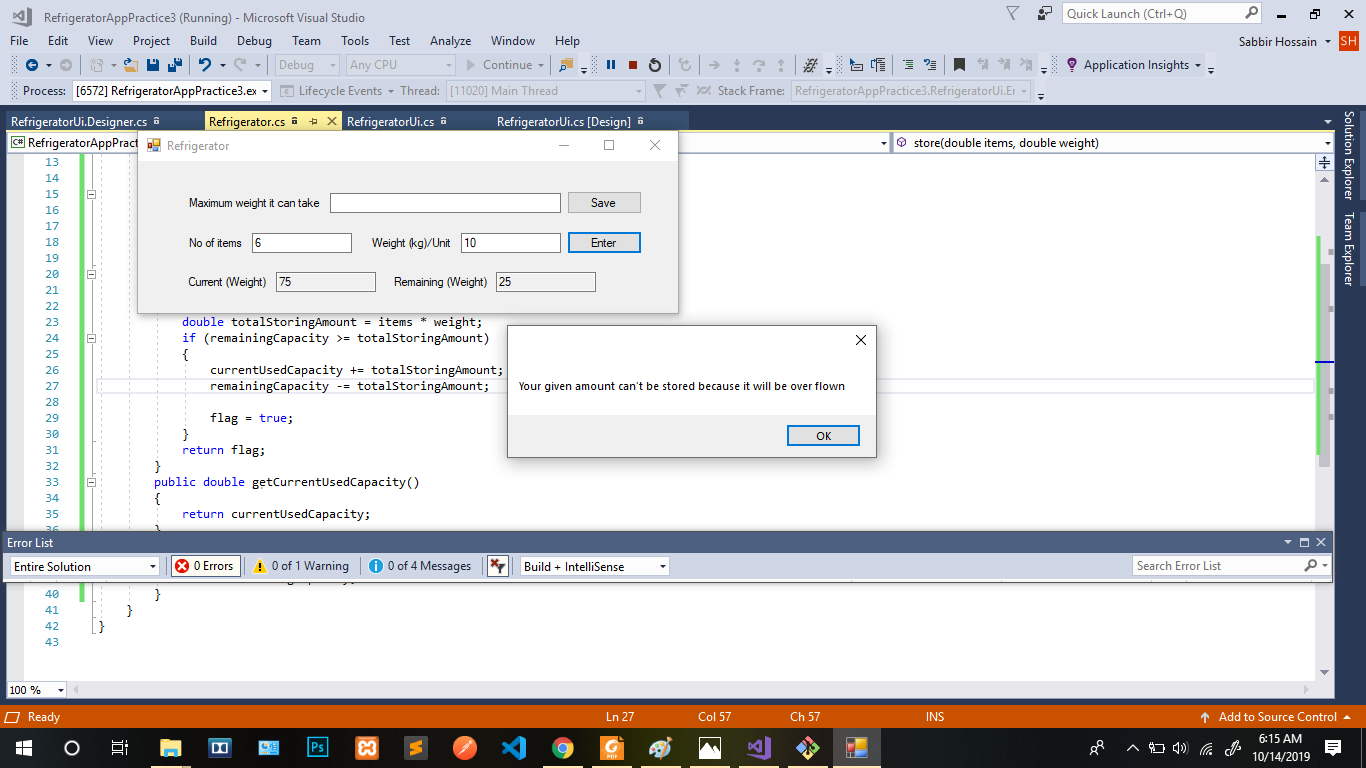 RefrigeratorAppPractice3 (Running) - Microsoft Visual Studio
Quick Launch (Ctrl+Q)
File Edit View Project Build Debug Team Tools Test Analyze Window Help
Sabbir Hossain SH
Debug Any CPU Continue Application Insights
Process: [6572] RefrigeratorAppPractice3.ex Lifecycle Events Thread: [11020] Main Thread Stack Frame: RefrigeratorAppPractice3.RefrigeratorUi.Er
RefrigeratorUi.Designer.cs Refrigerator.cs RefrigeratorUi.cs RefrigeratorUi.cs [Design]
C# RefrigeratorAppPract store(double items, double weight)
Solution Explorer
Team Explorer
Refrigerator
Maximum weight it can take Save
No of items 6 Weight (kg)/Unit 10 Enter
Current (Weight) 75 Remaining (Weight) 25
13
14
15
16
17
18
19
20
21
22
23 double totalStoringAmount = items * weight;
24 if (remainingCapacity >= totalStoringAmount)
25 {
26 currentUsedCapacity += totalStoringAmount;
27 remainingCapacity -= totalStoringAmount;
28
29 flag = true;
30 }
31 return flag;
32 }
33 public double getCurrentUsedCapacity()
34 {
35 return currentUsedCapacity;
36 }
Your given amount can't be stored because it will be over flown
OK
Error List
Entire Solution 0 Errors 0 of 1 Warning 0 of 4 Messages Build + IntelliSense Search Error List
40 }
41 }
42 }
43
100 %
Ready Ln 27 Col 57 Ch 57 INS Add to Source Control
Ps
6:15 AM
10/14/2019